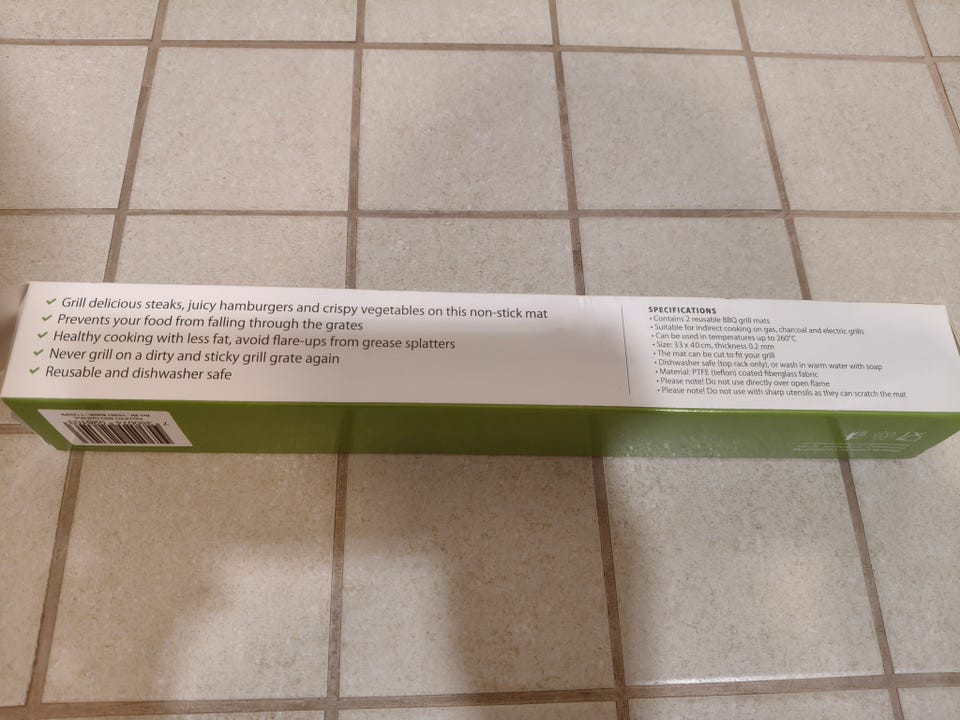 Grill delicious steaks, juicy hamburgers and crispy vegetables on this non-stick mat
Prevents your food from falling through the grates
Healthy cooking with less fat, avoid flare-ups from grease splatters
Never grill on a dirty and sticky grill grate again
Reusable and dishwasher safe
SPECIFICATIONS
• Contains 2 reusable BBQ grill mats
• Suitable for indirect cooking on gas, charcoal and electric grills
• Can be used in temperatures up to 260°C
• Size: 33 x 40 cm, thickness 0.2 mm
• The mat can be cut to fit your grill
• Dishwasher safe (top rack only), or wash in warm water with soap
• Material: PTFE (teflon) coated fiberglass fabric
• Please note! Do not use directly over open flame
• Please note! Do not use with sharp utensils as they can scratch the mat